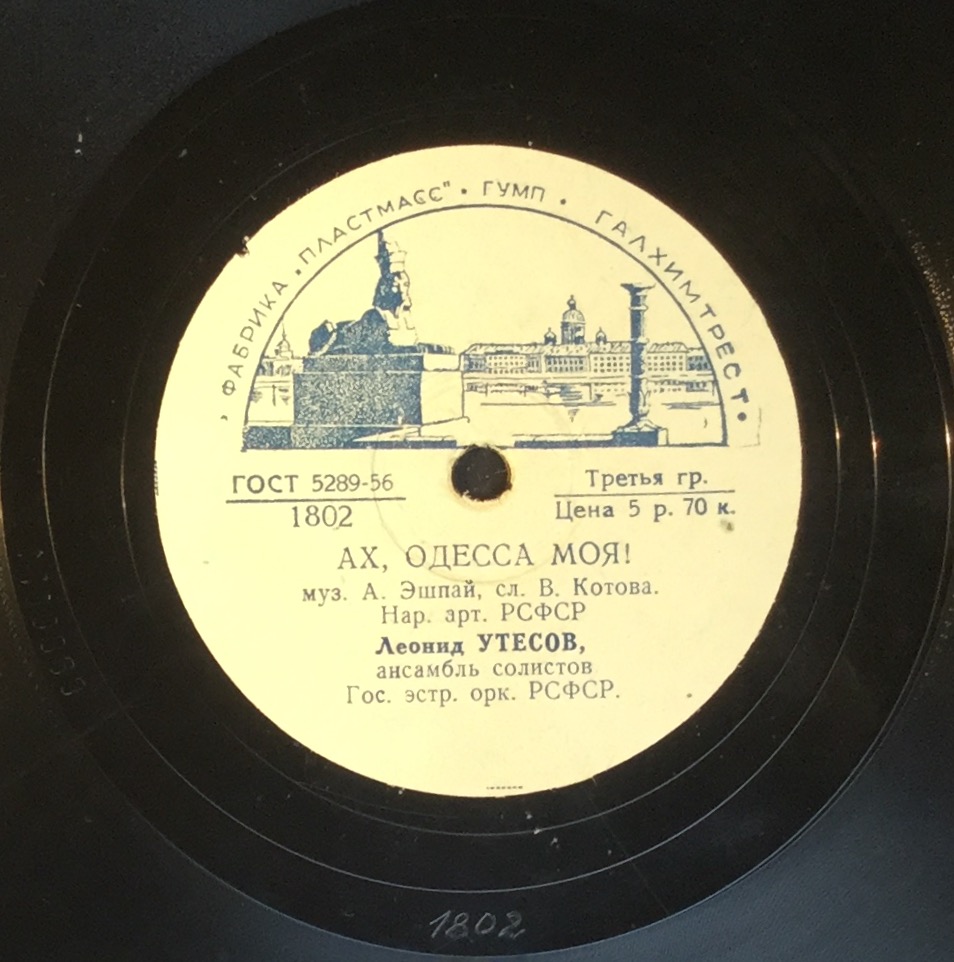 ФАБРИКА • ПЛАСТМАСС" • ГУМП • ГАЛХИМТРЕСТ •
ГОСТ 5289-56
1802
Третья гр.
Цена 5 р. 70 к.
АХ, ОДЕССА МОЯ!
муз. А. Эшпай, сл. В. Котова.
Нар. арт. РСФСР
Леонид УТЕСОВ,
ансамбль солистов
Гос. эстр. орк. РСФСР.
1802